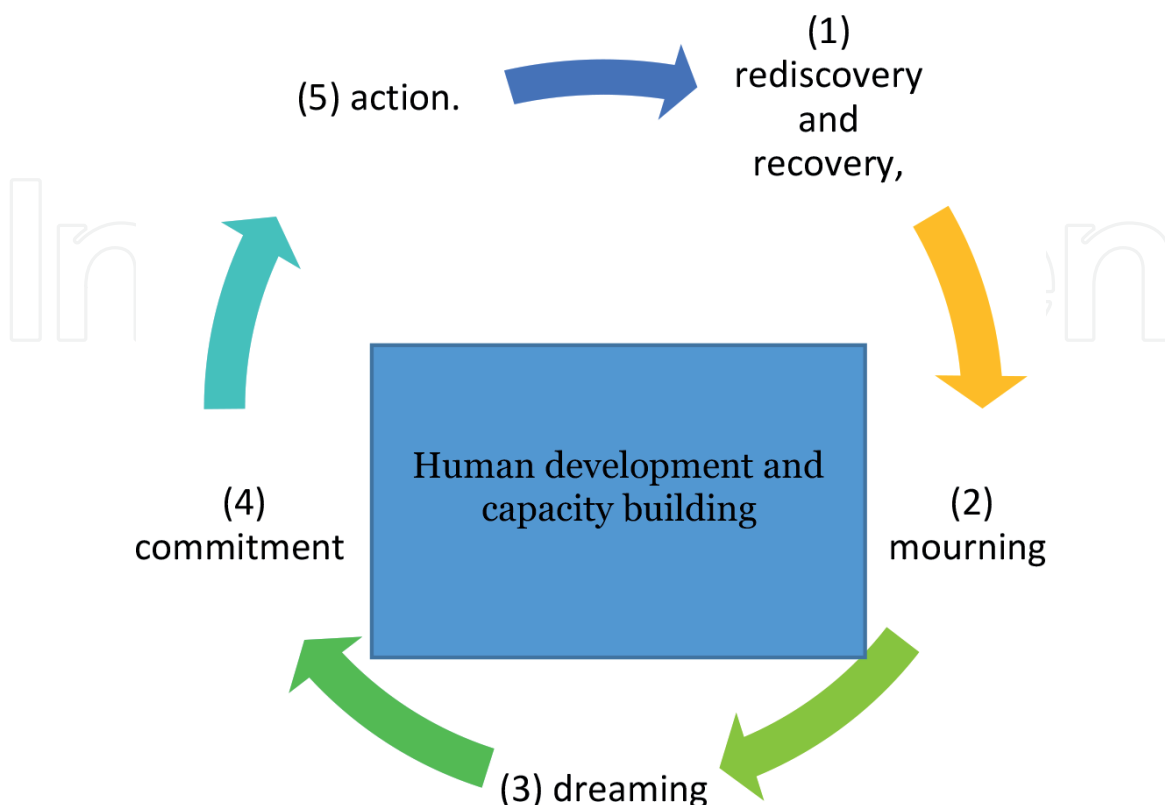 (1)
rediscovery
and
recovery,
(2)
mourning
(3) dreaming
(4)
commitment
(5) action.
Human development and
capacity building